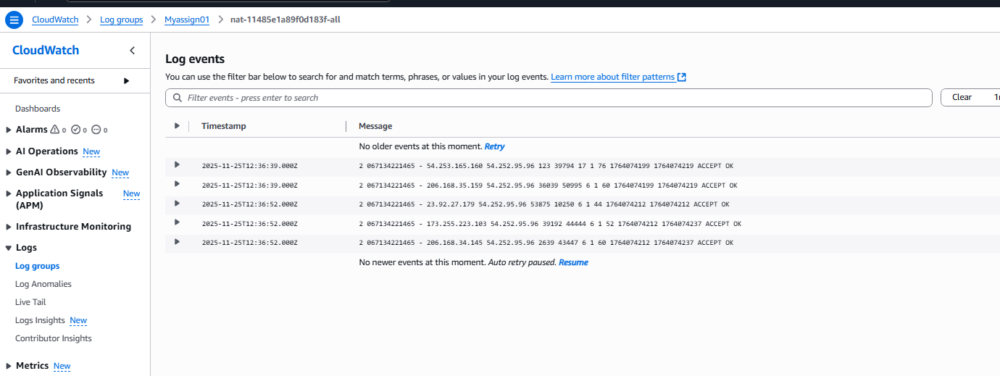 CloudWatch > Log groups > Myassign01 > nat-11485e1a89f0d183f-all
CloudWatch
Favorites and recents
Dashboards
Alarms 0 0 0
AI Operations New
GenAI Observability New
Application Signals New
(APM)
Infrastructure Monitoring
Logs
Log groups
Log Anomalies
Live Tail
Logs Insights New
Contributor Insights
Metrics New
Log events
You can use the filter bar below to search for and match terms, phrases, or values in your log events. Learn more about filter patterns
Filter events - press enter to search
Clear
Timestamp Message
No older events at this moment. Retry
2025-11-25T12:36:39.000Z 2 067134221465 - 54.253.165.160 54.252.95.96 123 39794 17 1 76 1764074199 1764074219 ACCEPT OK
2025-11-25T12:36:39.000Z 2 067134221465 - 206.168.35.159 54.252.95.96 36039 50995 6 1 60 1764074199 1764074219 ACCEPT OK
2025-11-25T12:36:52.000Z 2 067134221465 - 23.92.27.179 54.252.95.96 53875 10250 6 1 44 1764074212 1764074212 ACCEPT OK
2025-11-25T12:36:52.000Z 2 067134221465 - 173.255.223.103 54.252.95.96 39192 44444 6 1 52 1764074212 1764074237 ACCEPT OK
2025-11-25T12:36:52.000Z 2 067134221465 - 206.168.34.145 54.252.95.96 2639 43447 6 1 60 1764074212 1764074237 ACCEPT OK
No newer events at this moment. Auto retry paused. Resume